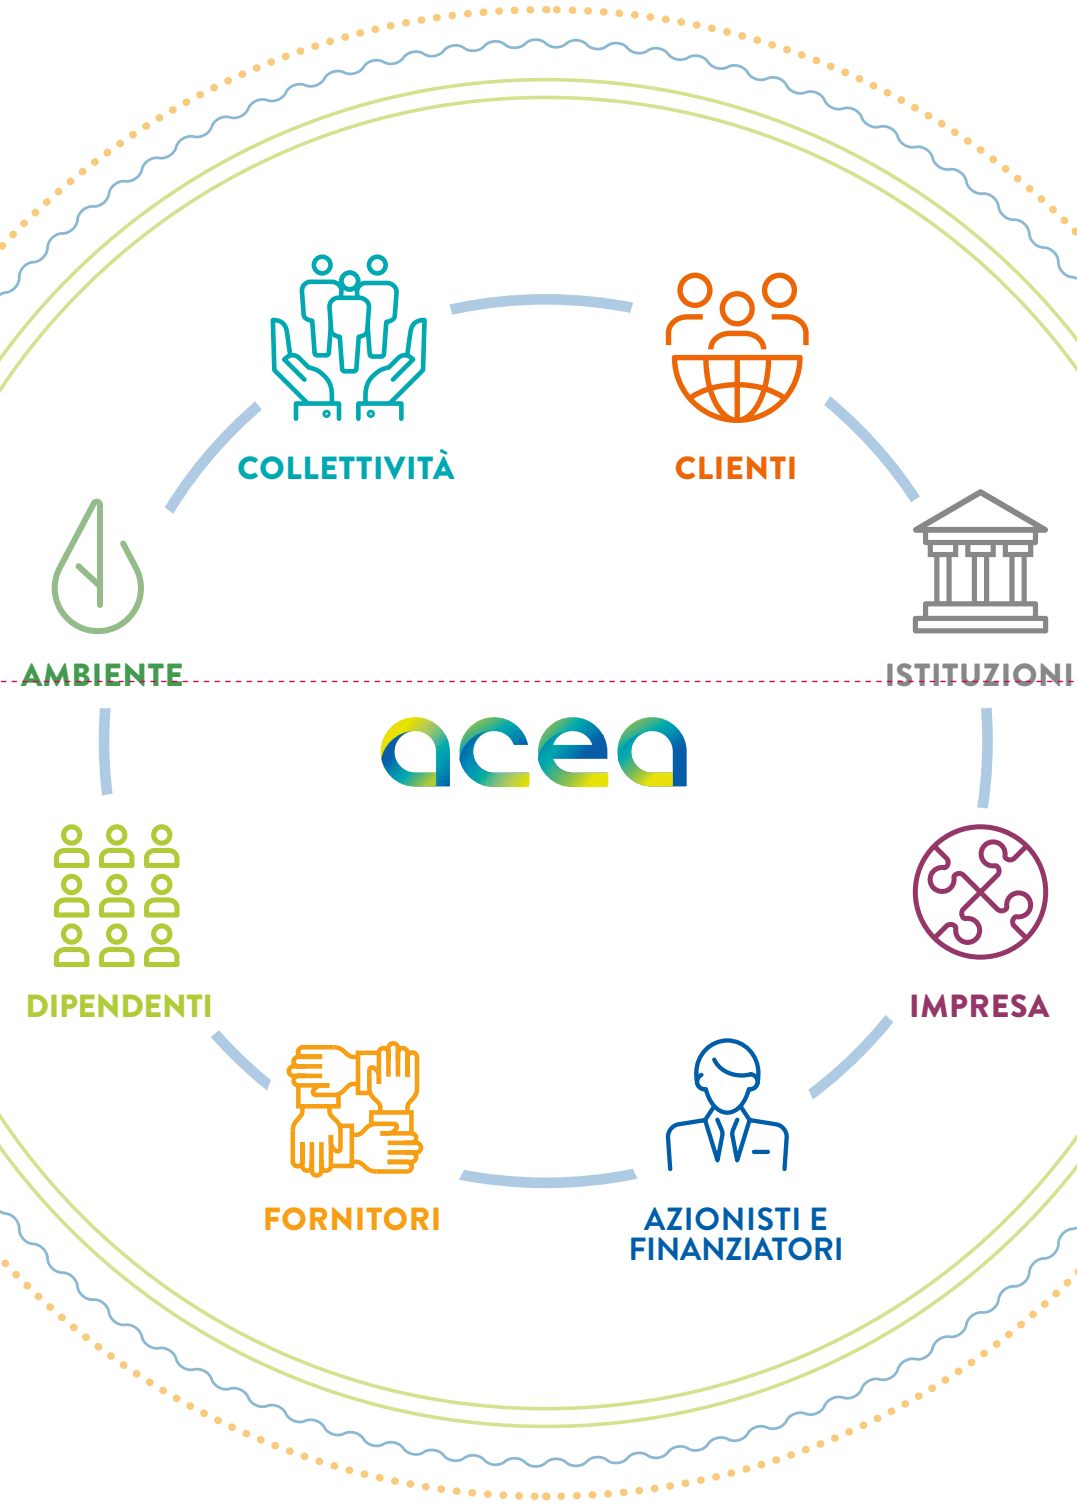 COLLETTIVITÀ
CLIENTI
AMBIENTE
ISTITUZIONI
acea
DIPENDENTI
IMPRESA
FORNITORI
AZIONISTI E
FINANZIATORI